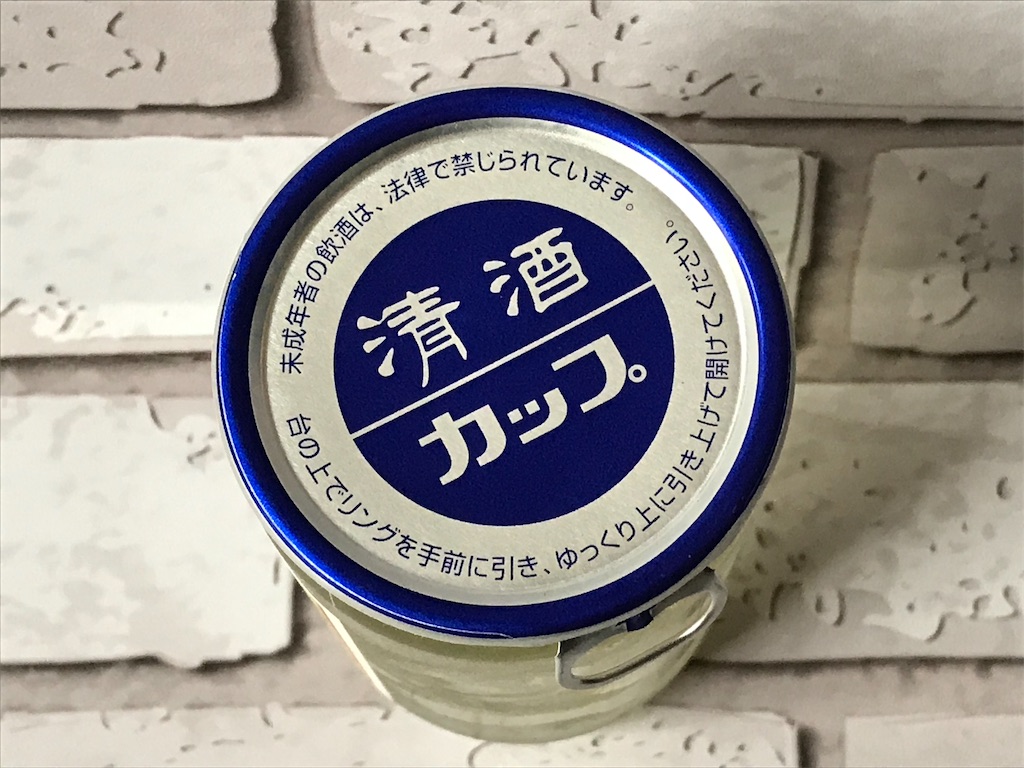 未成年者の飲酒は、法律で禁じられています。
清酒
カップ
台の上でリングを手前に引き、ゆっくり上に引き上げて開けてください。